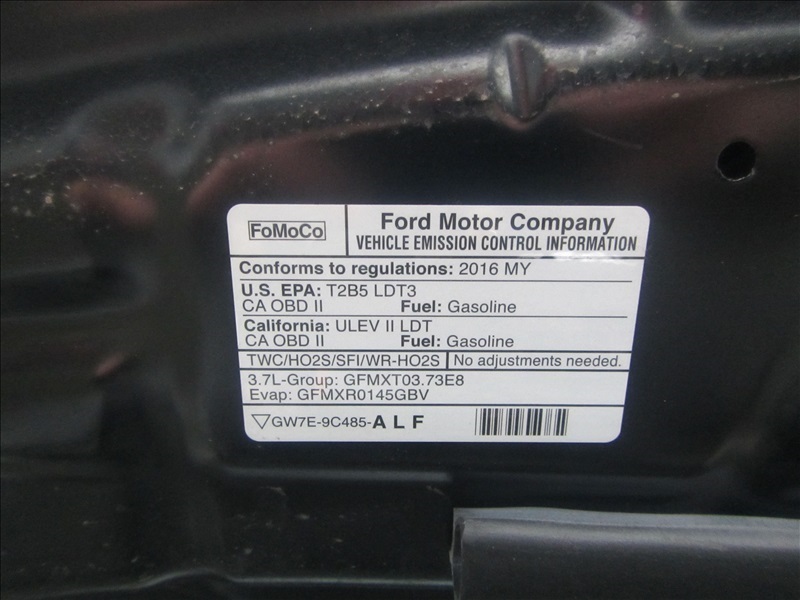 FoMoCo
Ford Motor Company
VEHICLE EMISSION CONTROL INFORMATION
Conforms to regulations: 2016 MY
U.S. EPA: T2B5 LDT3
CA OBD II Fuel: Gasoline
California: ULEV II LDT
CA OBD II Fuel: Gasoline
TWC/HO2S/SFI/WR-HO2S No adjustments needed.
3.7L-Group: GFMXT03.73E8
Evap: GFMXR0145GBV
GW7E-9C485-ALF